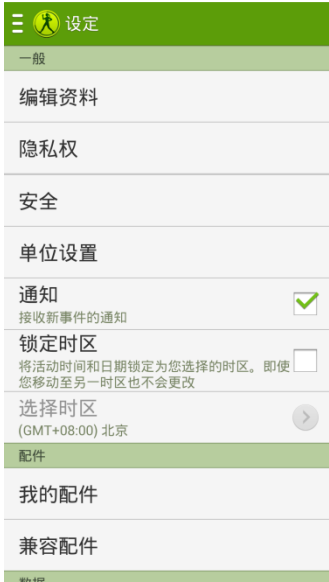 设定
一般
编辑资料
隐私权
安全
单位设置
通知
接收新事件的通知
锁定时区
将活动时间和日期锁定为您选择的时区。即使
您移动至另一时区也不会更改
选择时区
(GMT+08:00) 北京
配件
我的配件
兼容配件
数据